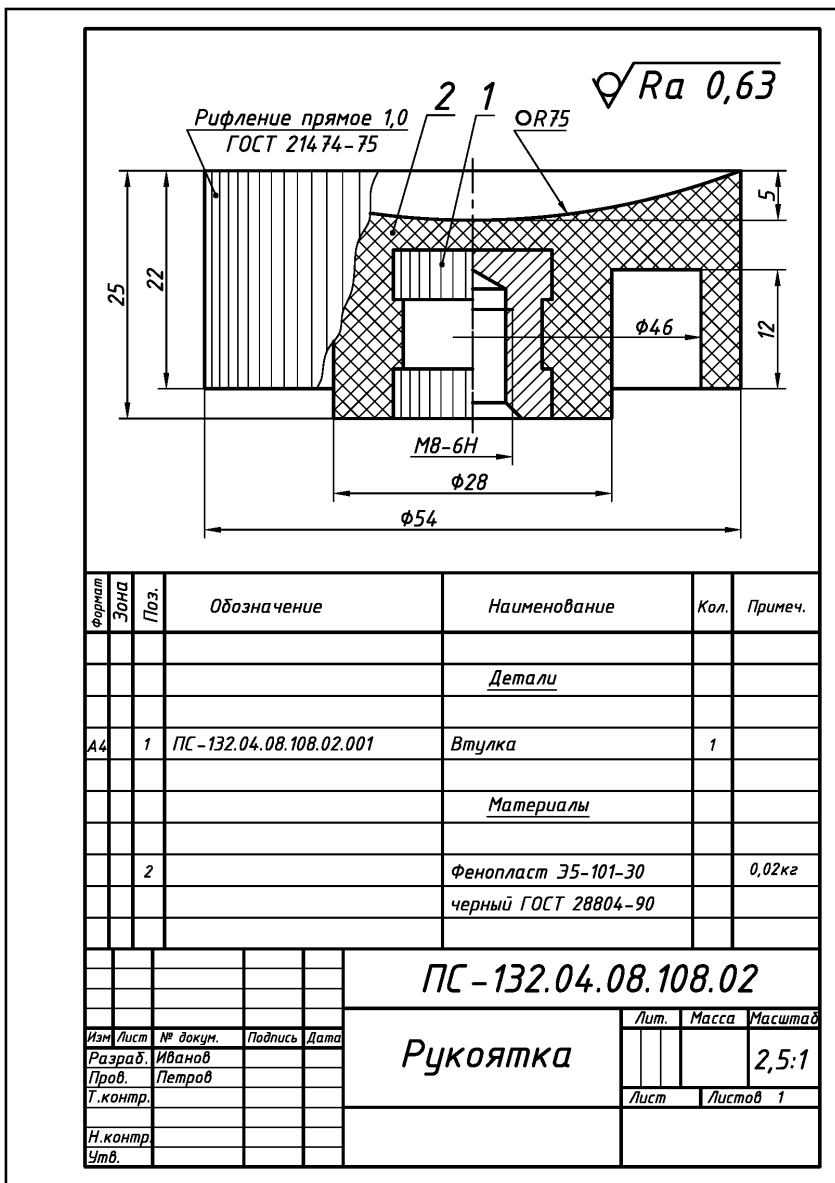 Ra 0,63
2 1
Рифление прямое 1,0
ГОСТ 21474-75
R75
5
22
25
Ф46
12
М8-6Н
Ф28
Ф54
Формат Зона Поз. Обозначение Наименование Кол. Примеч.
Детали
А4 1 ПС-132.04.08.108.02.001 Втулка 1
Материалы
2 Фенопласт Э5-101-30 0,02кг
черный ГОСТ 28804-90
ПС-132.04.08.108.02
Лит. Масса Масштаб
Изм Лист № докум. Подпись Дата
Рукоятка
2,5:1
Разраб. Иванов
Пров. Петров
Т.контр.
Лист Листов 1
Н.контр.
Утв.